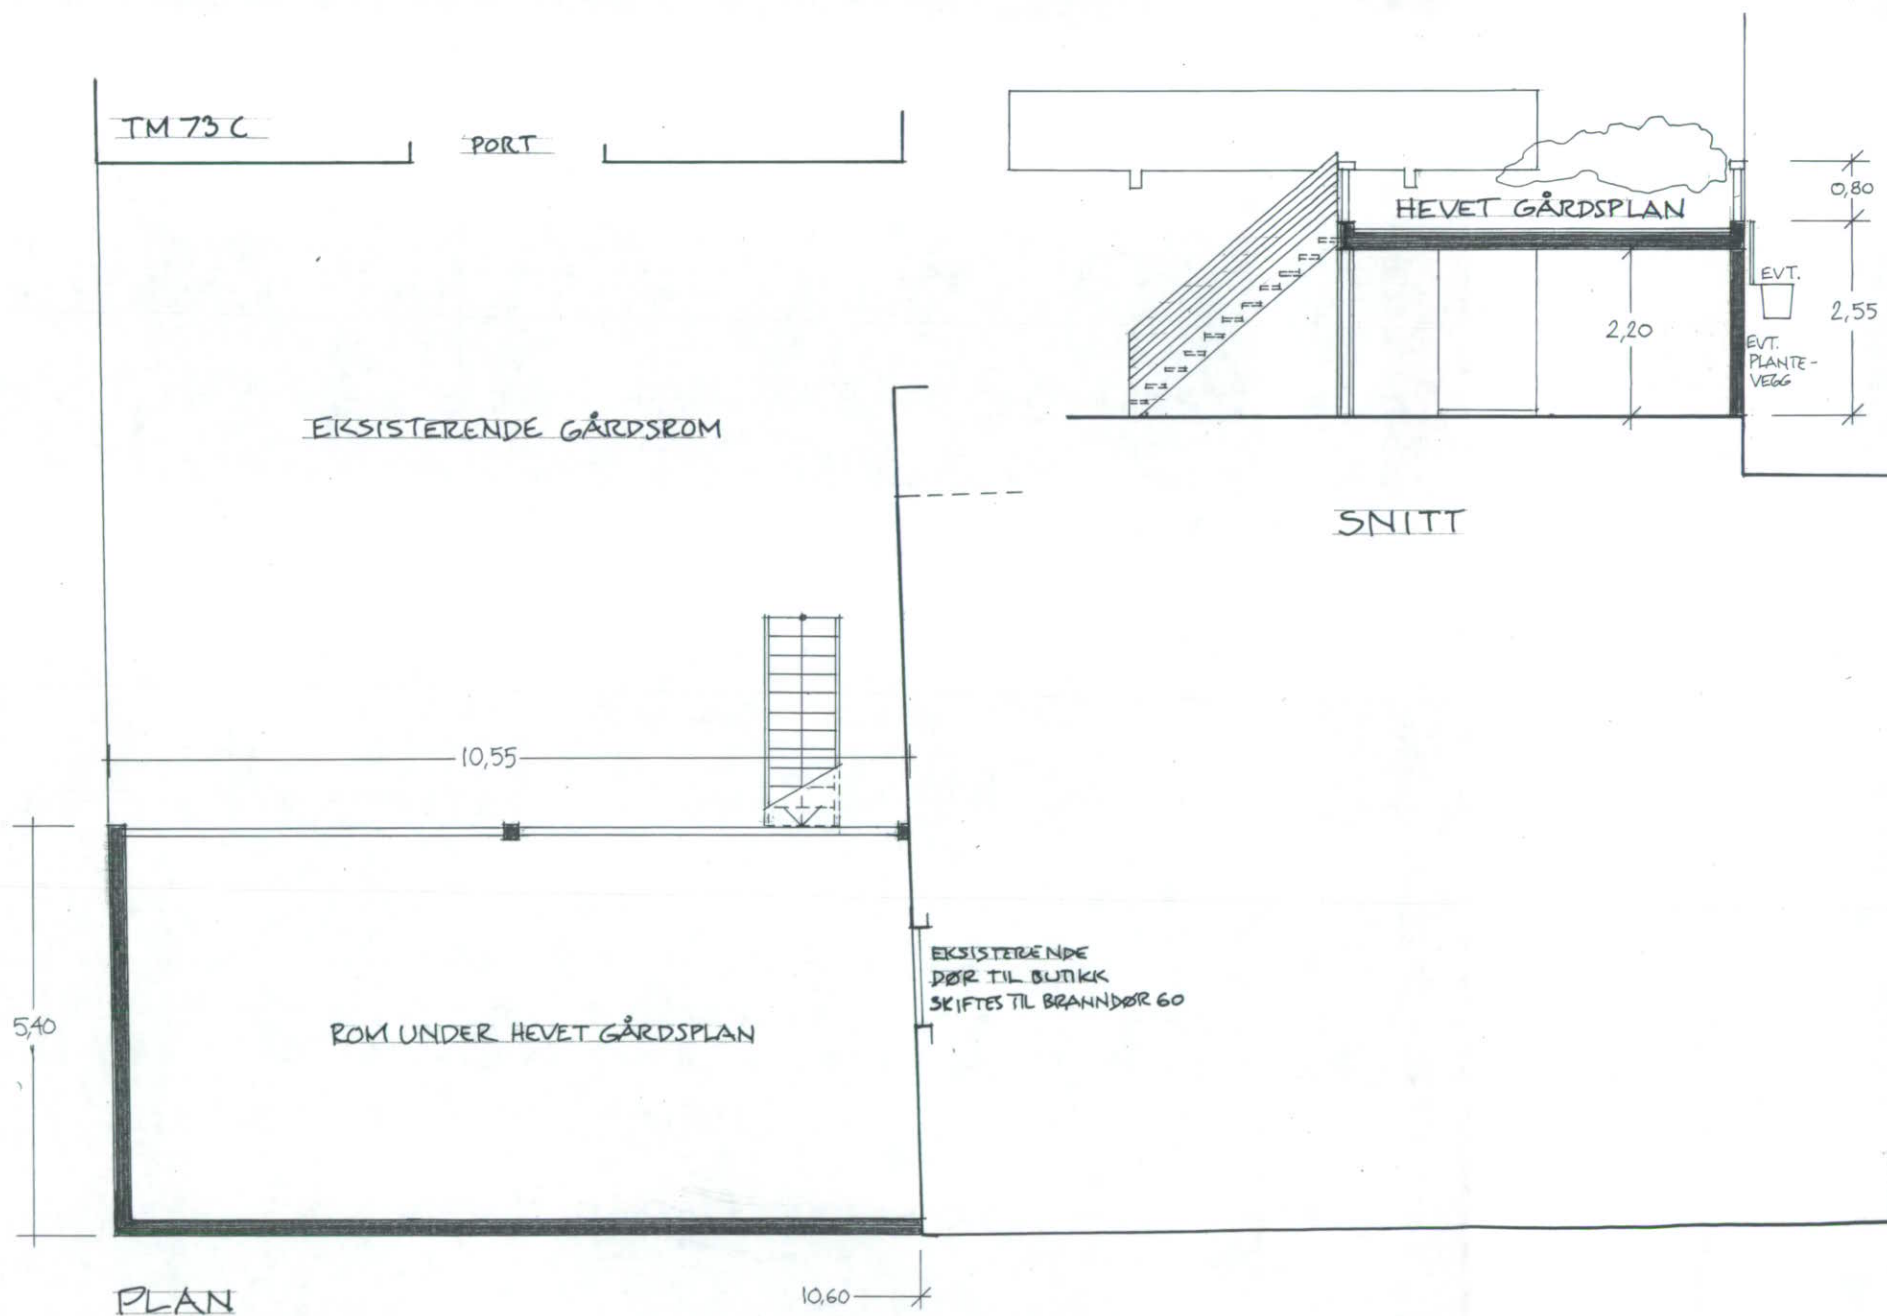 TM 73 C
PORT
EKSISTERENDE GÅRDSROM
10,55
5,40
ROM UNDER HEVET GÅRDSPLAN
EKSISTERENDE
DØR TIL BUTIKK
SKIFTES TIL BRANNDØR 60
10,60
PLAN
HEVET GÅRDSPLAN
0,80
2,20
2,55
EVT.
EVT.
PLANTE-
VEGG
SNITT